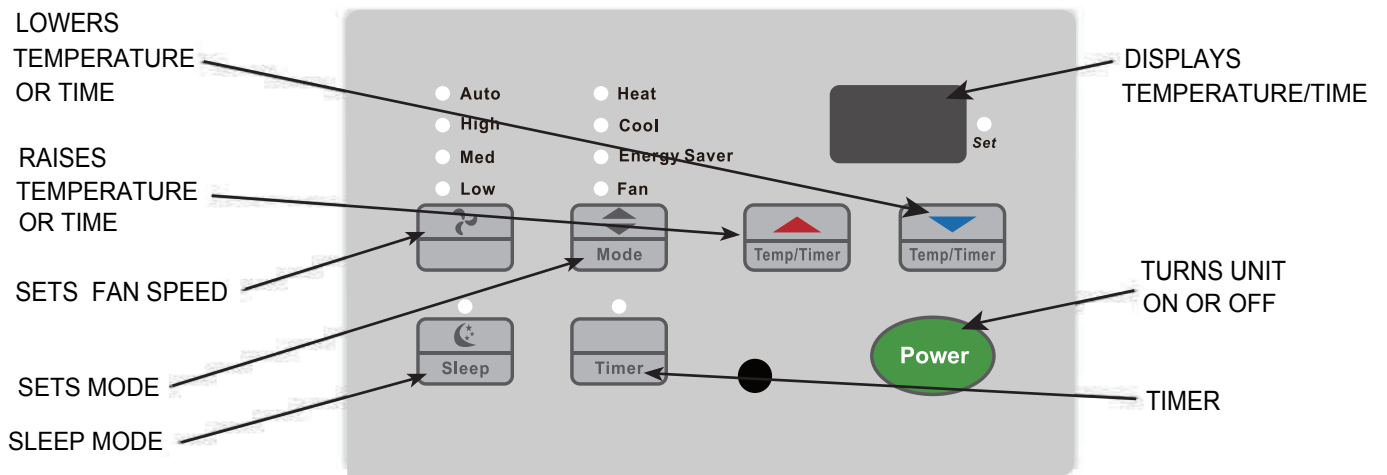 LOWERS
TEMPERATURE
OR TIME
RAISES
TEMPERATURE
OR TIME
SETS FAN SPEED
SETS MODE
SLEEP MODE
Auto
High
Med
Low
Heat
Cool
Energy Saver
Fan
Set
Mode
Temp/Timer
Temp/Timer
Sleep
Timer
Power
DISPLAYS
TEMPERATURE/TIME
TURNS UNIT
ON OR OFF
TIMER